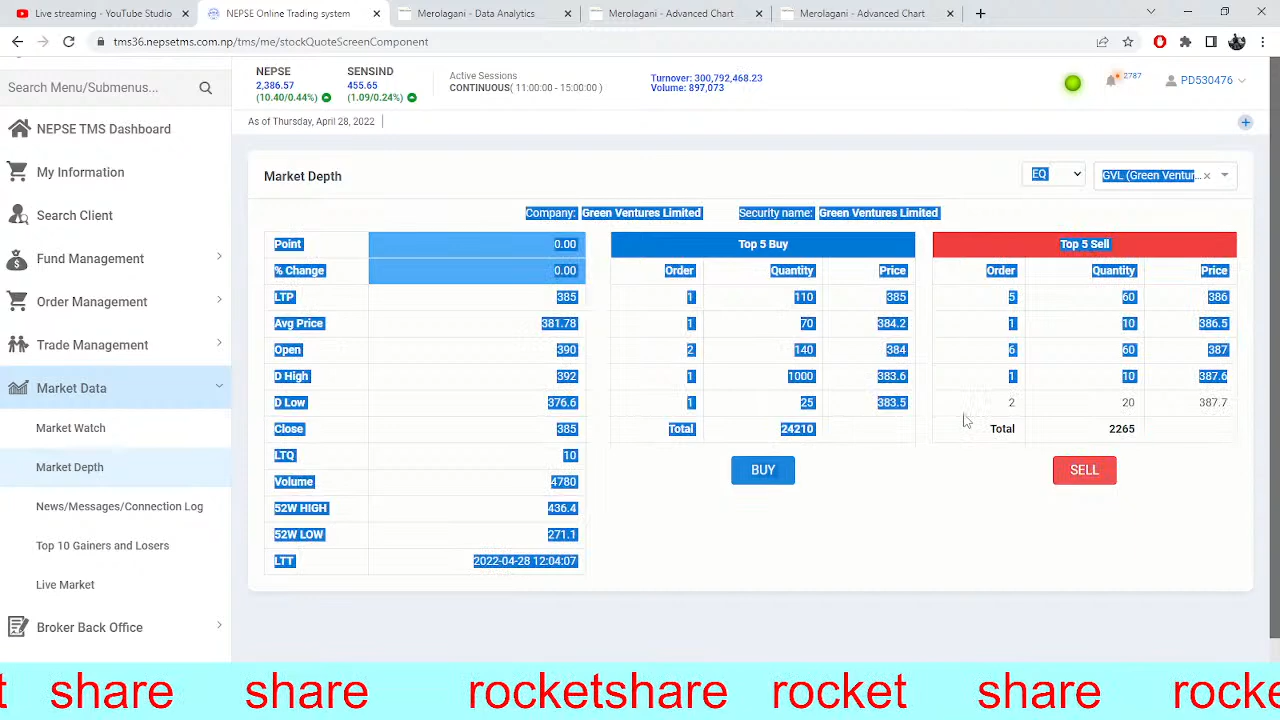 Live streaming - YouTube Studio
NEPSE Online Trading system
Merolagani - Data Analytics
Merolagani - Advanced Chart
Merolagani - Advanced Chart
tms36.nepsetms.com.np/tms/me/stockQuoteScreenComponent
Search Menu/Submenus...
NEPSE
2,386.57
(10.40/0.44%)
SENSIND
455.65
(1.09/0.24%)
Active Sessions
CONTINUOUS( 11:00:00 - 15:00:00 )
Turnover: 300,792,468.23
Volume: 897,073
2787
PD530476
As of Thursday, April 28, 2022
NEPSE TMS Dashboard
My Information
Search Client
Fund Management
Order Management
Trade Management
Market Data
Market Watch
Market Depth
News/Messages/Connection Log
Top 10 Gainers and Losers
Live Market
Broker Back Office
Market Depth
EQ
GVL (Green Ventur...
Company: Green Ventures Limited Security name: Green Ventures Limited
Point 0.00
% Change 0.00
LTP 385
Avg Price 381.78
Open 390
D High 392
D Low 376.6
Close 385
LTQ 10
Volume 4780
52W HIGH 436.4
52W LOW 271.1
LTT 2022-04-28 12:04:07
Top 5 Buy
Order Quantity Price
1 110 385
1 70 384.2
2 140 384
1 1000 383.6
1 25 383.5
Total 24210
BUY
Top 5 Sell
Order Quantity Price
5 60 386
1 10 386.5
6 60 387
1 10 387.6
2 20 387.7
Total 2265
SELL
t share share rocketshare rocket share rocke